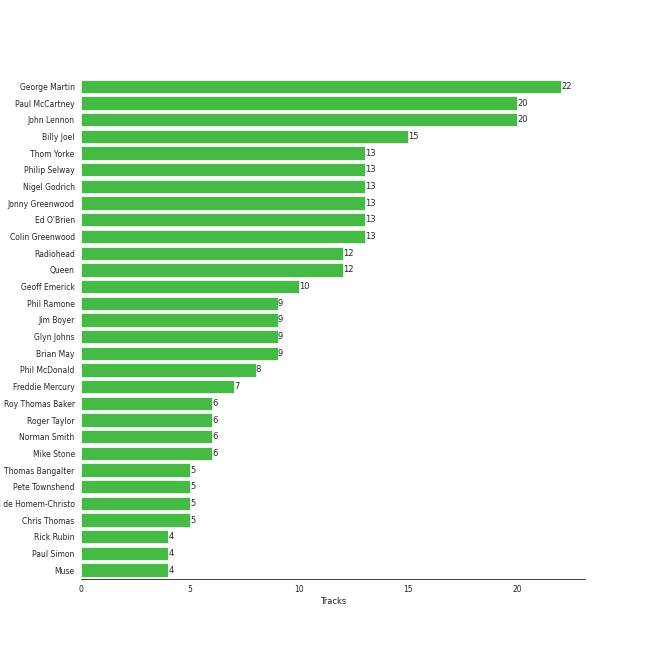 George Martin 22
Paul McCartney 20
John Lennon 20
Billy Joel 15
Thom Yorke 13
Philip Selway 13
Nigel Godrich 13
Jonny Greenwood 13
Ed O'Brien 13
Colin Greenwood 13
Radiohead 12
Queen 12
Geoff Emerick 10
Phil Ramone 9
Jim Boyer 9
Glyn Johns 9
Brian May 9
Phil McDonald 8
Freddie Mercury 7
Roy Thomas Baker 6
Roger Taylor 6
Norman Smith 6
Mike Stone 6
Thomas Bangalter 5
Pete Townshend 5
de Homem-Christo 5
Chris Thomas 5
Rick Rubin 4
Paul Simon 4
Muse 4
0 5 10 15 20
Tracks